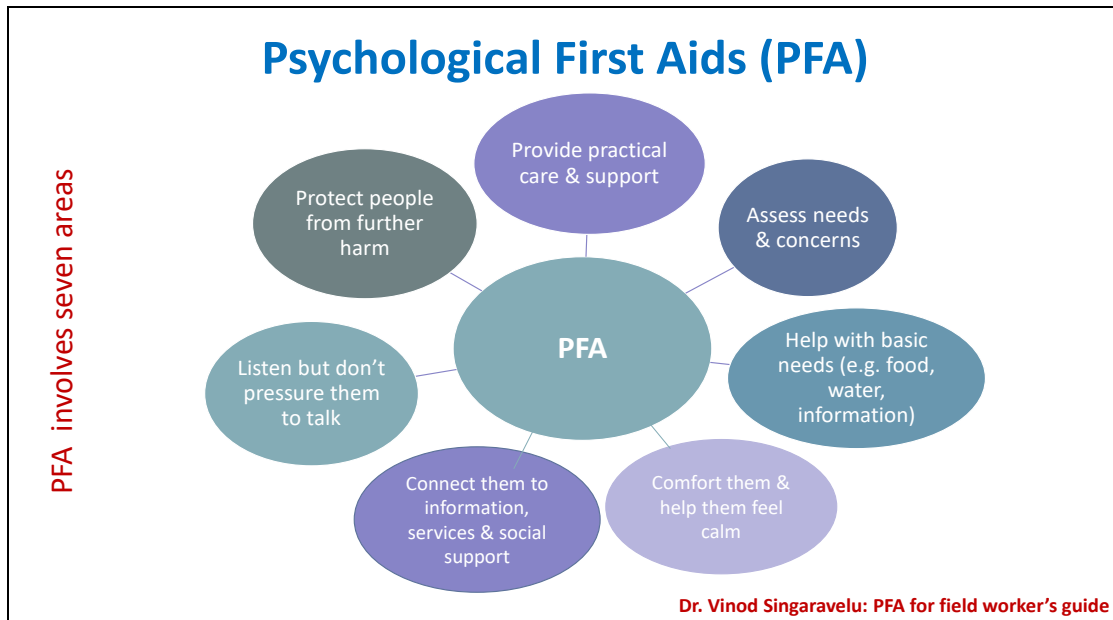 Psychological First Aids (PFA)
PFA involves seven areas
Provide practical
care & support
Assess needs
& concerns
Help with basic
needs (e.g. food,
water,
information)
Comfort them &
help them feel
calm
Connect them to
information,
services & social
support
Listen but don’t
pressure them
to talk
Protect people
from further
harm
PFA
Dr. Vinod Singaravelu: PFA for field worker’s guide